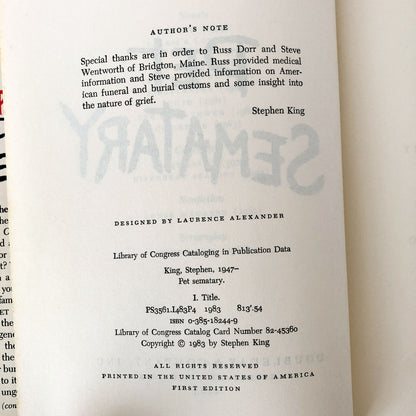 AUTHOR'S NOTE
Special thanks are in order to Russ Dorr and Steve
Wentworth of Bridgton, Maine. Russ provided medical
information and Steve provided information on Amer-
ican funeral and burial customs and some insight into
the nature of grief.
Stephen King
SEMATARY
DESIGNED BY LAURENCE ALEXANDER
Library of Congress Cataloging in Publication Data
King, Stephen, 1947–
Pet sematary.
I. Title.
PS3561.I483P4 1983 813'.54
ISBN 0-385-18244-9
Library of Congress Catalog Card Number 82-45360
Copyright © 1983 by Stephen King
ALL RIGHTS RESERVED
PRINTED IN THE UNITED STATES OF AMERICA
FIRST EDITION